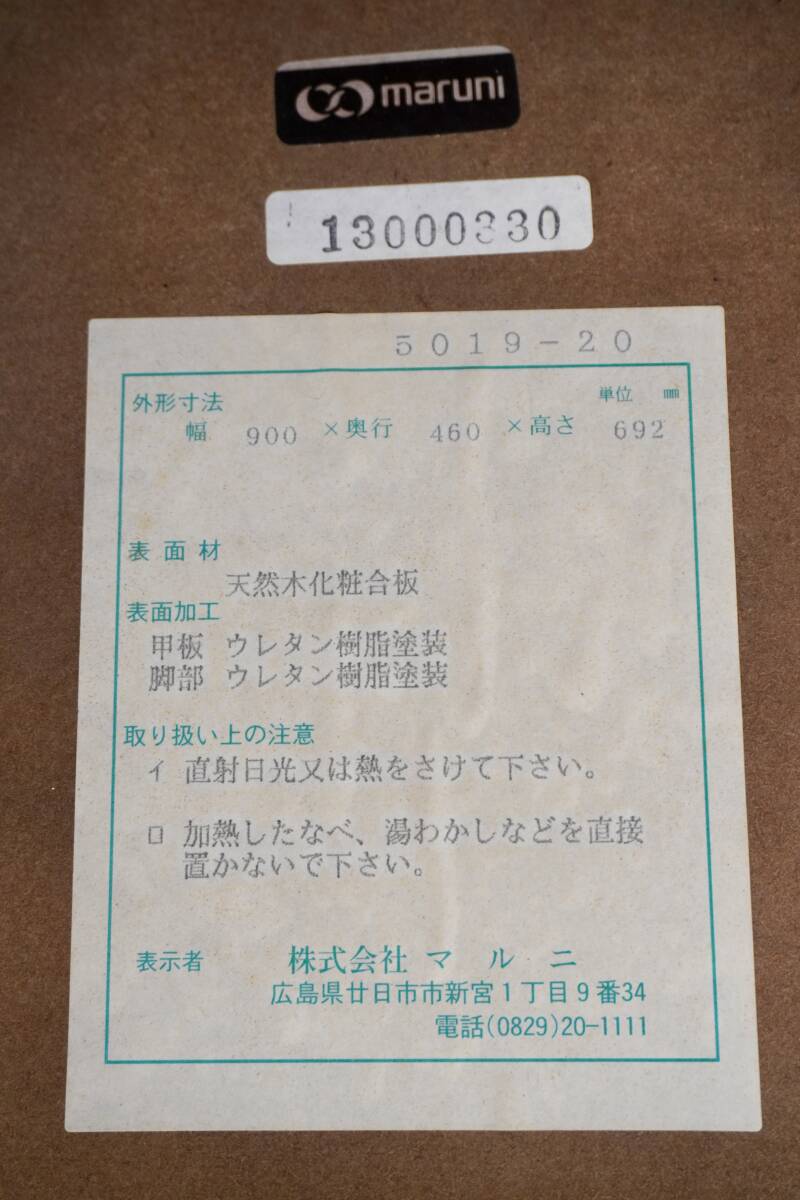 maruni
13000330
5019-20
外形寸法 単位 ㎜
幅 900 ×奥行 460 ×高さ 692
表面材
天然木化粧合板
表面加工
甲板 ウレタン樹脂塗装
脚部 ウレタン樹脂塗装
取り扱い上の注意
イ 直射日光又は熱をさけて下さい。
ロ 加熱したなべ、湯わかしなどを直接
置かないで下さい。
表示者 株式会社 マルニ
広島県廿日市市新宮1丁目9番34
電話(0829)20-1111